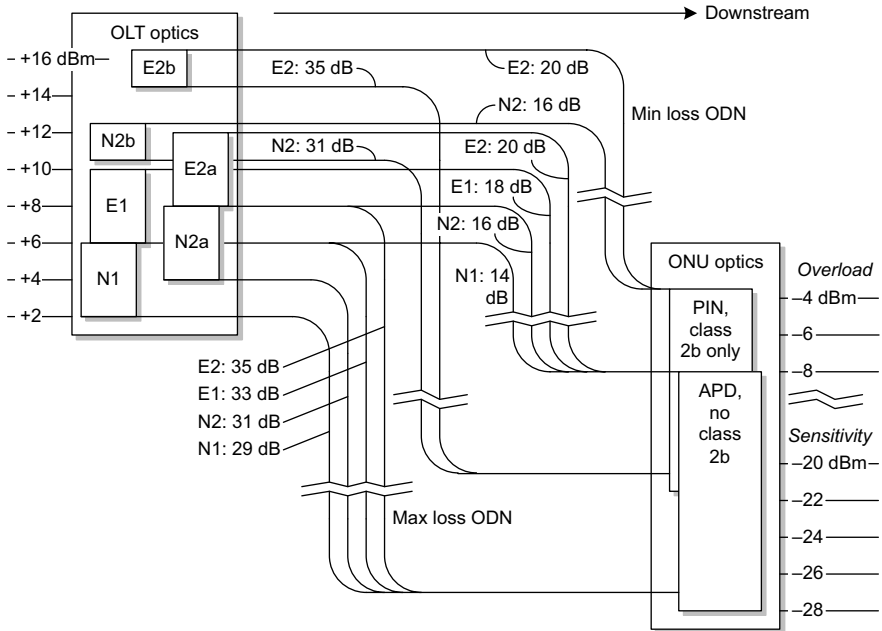 Downstream
OLT optics
+16 dBm
+14
+12
+10
+8
+6
+4
+2
E2b
N2b
E2a
E1
N2a
N1
E2: 35 dB
E2: 20 dB
N2: 16 dB
Min loss ODN
N2: 31 dB
E2: 20 dB
E1: 18 dB
N2: 16 dB
N1: 14
dB
E2: 35 dB
E1: 33 dB
N2: 31 dB
N1: 29 dB
Max loss ODN
ONU optics
PIN,
class
2b only
APD,
no
class
2b
Overload
–4 dBm
–6
–8
Sensitivity
–20 dBm
–22
–24
–26
–28